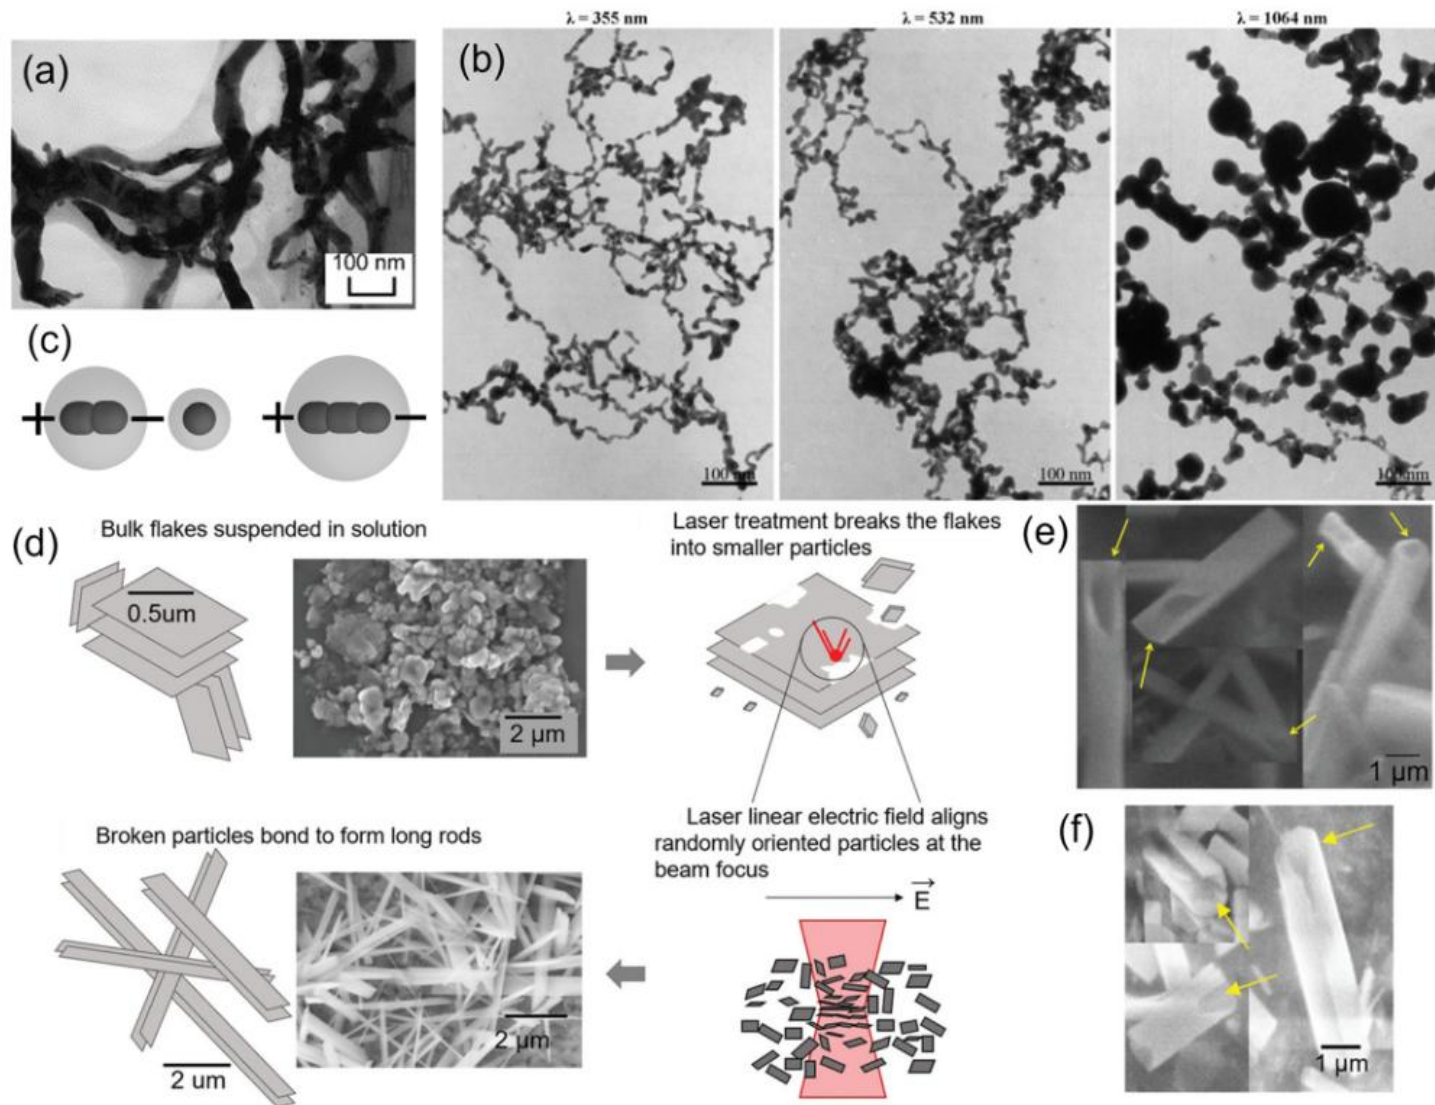 λ = 355 nm
λ = 532 nm
λ = 1064 nm
(a)
100 nm
(b)
100 nm
100 nm
100 nm
(c)
+
−
+
−
(d)
Bulk flakes suspended in solution
0.5um
2 μm
Laser treatment breaks the flakes
into smaller particles
Laser linear electric field aligns
randomly oriented particles at the
beam focus
E
Broken particles bond to form long rods
2 um
2 μm
(e)
1 μm
(f)
1 μm